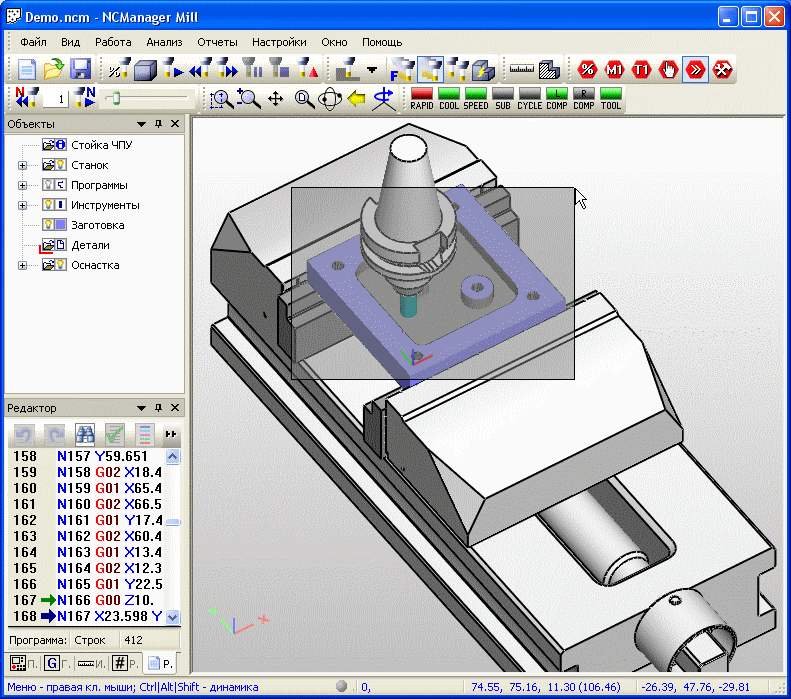 Demo.ncm - NCManager Mill
Файл Вид Работа Анализ Отчеты Настройки Окно Помощь
% F % M1 T1
N 1 N RAPID COOL SPEED SUB CYCLE L COMP R COMP TOOL
Объекты
Стойка ЧПУ
Станок
Программы
Инструменты
Заготовка
Детали
Оснастка
Редактор
158 N157 Y59.651
159 N158 G02 X18.4
160 N159 G01 X65.4
161 N160 G02 X66.5
162 N161 G01 Y17.4
163 N162 G02 X60.4
164 N163 G01 X13.4
165 N164 G02 X12.3
166 N165 G01 Y22.5
167 N166 G00 Z10.
168 N167 X23.598 Y
Программа: Строк 412
П. G Г. И. # Р. Р.
Меню - правая кл. мыши; Ctrl|Alt|Shift - динамика 0, 74.55, 75.16, 11.30 (106.46) -26.39, 47.76, -29.81